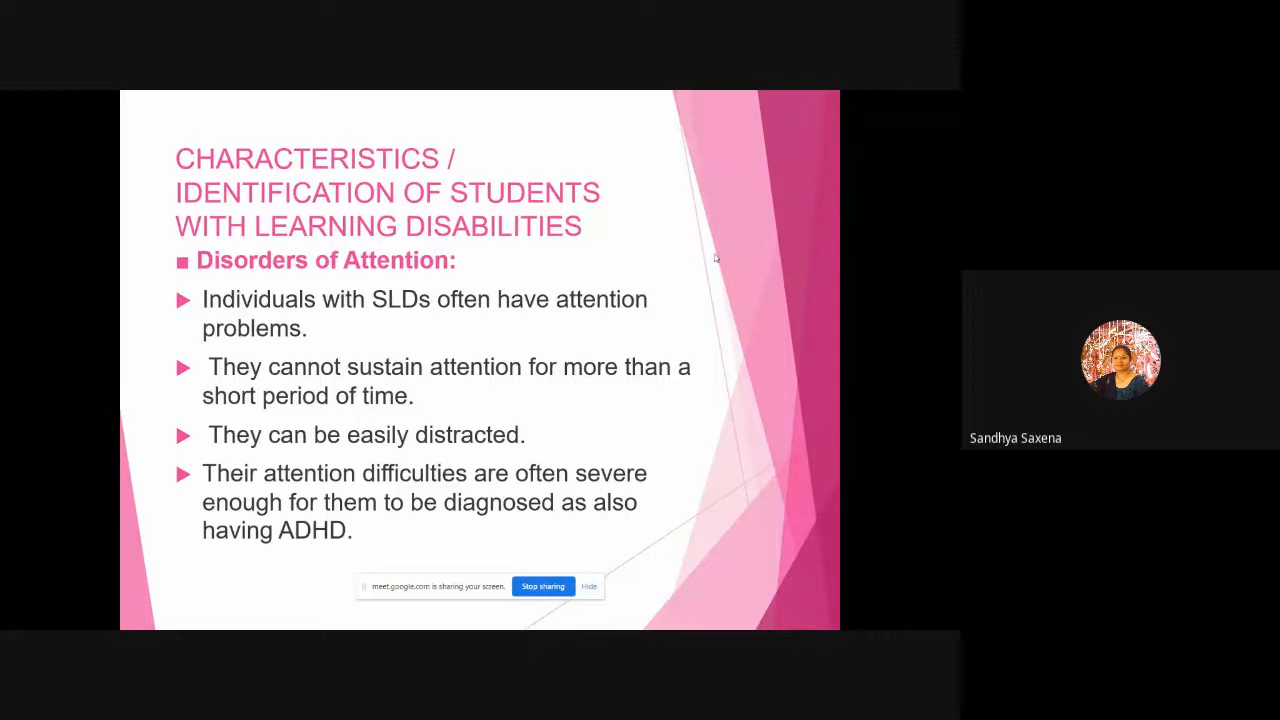 CHARACTERISTICS /
IDENTIFICATION OF STUDENTS
WITH LEARNING DISABILITIES
Disorders of Attention:
Individuals with SLDs often have attention
problems.
They cannot sustain attention for more than a
short period of time.
They can be easily distracted.
Their attention difficulties are often severe
enough for them to be diagnosed as also
having ADHD.
meet.google.com is sharing your screen. Stop sharing Hide
Sandhya Saxena